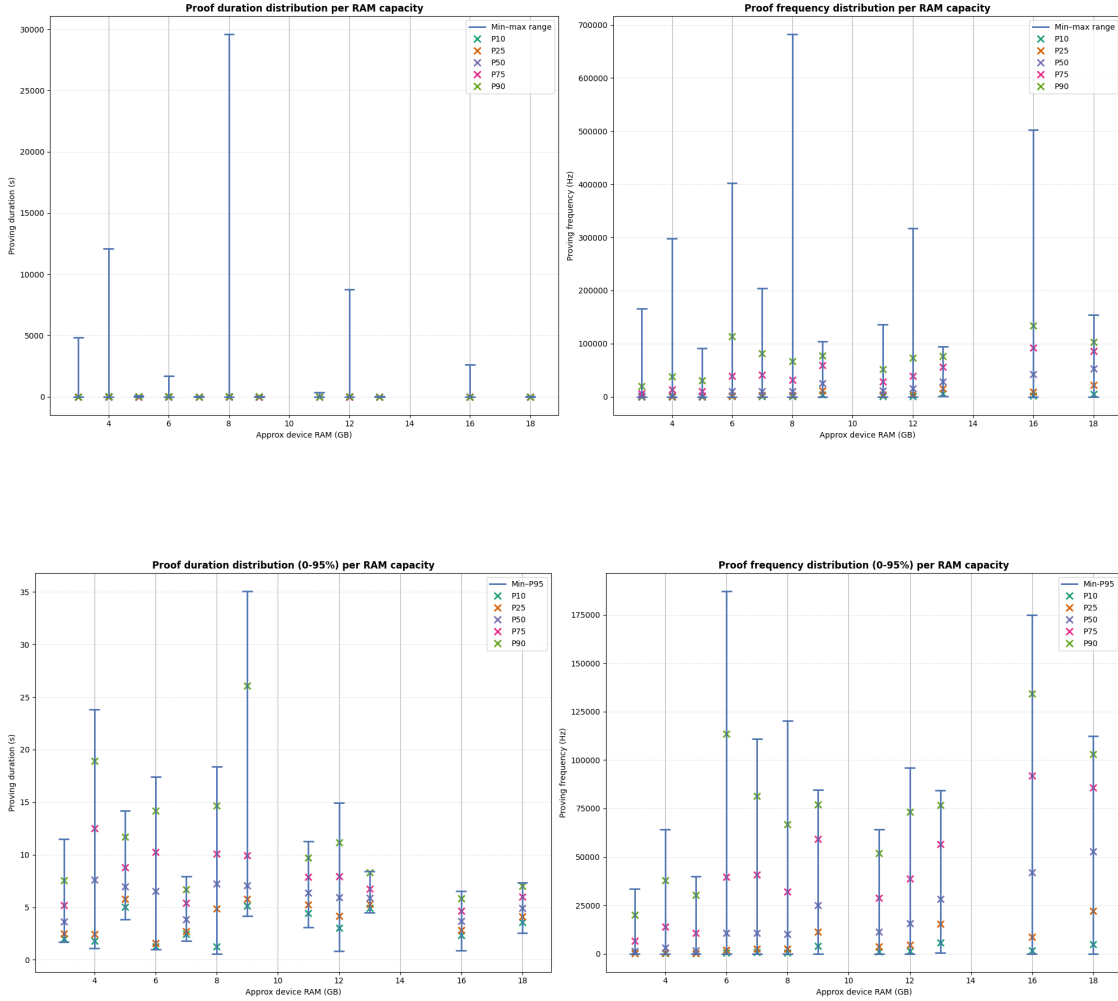 Proof duration distribution per RAM capacity
30000
25000
20000
15000
10000
5000
0
Proving duration (s)
4 6 8 10 12 14 16 18
Approx device RAM (GB)
Min–max range
P10
P25
P50
P75
P90
Proof frequency distribution per RAM capacity
700000
600000
500000
400000
300000
200000
100000
0
Proving frequency (Hz)
4 6 8 10 12 14 16 18
Approx device RAM (GB)
Min–max range
P10
P25
P50
P75
P90
Proof duration distribution (0-95%) per RAM capacity
35
30
25
20
15
10
5
0
Proving duration (s)
4 6 8 10 12 14 16 18
Approx device RAM (GB)
Min–P95
P10
P25
P50
P75
P90
Proof frequency distribution (0-95%) per RAM capacity
175000
150000
125000
100000
75000
50000
25000
0
Proving frequency (Hz)
4 6 8 10 12 14 16 18
Approx device RAM (GB)
Min-P95
P10
P25
P50
P75
P90